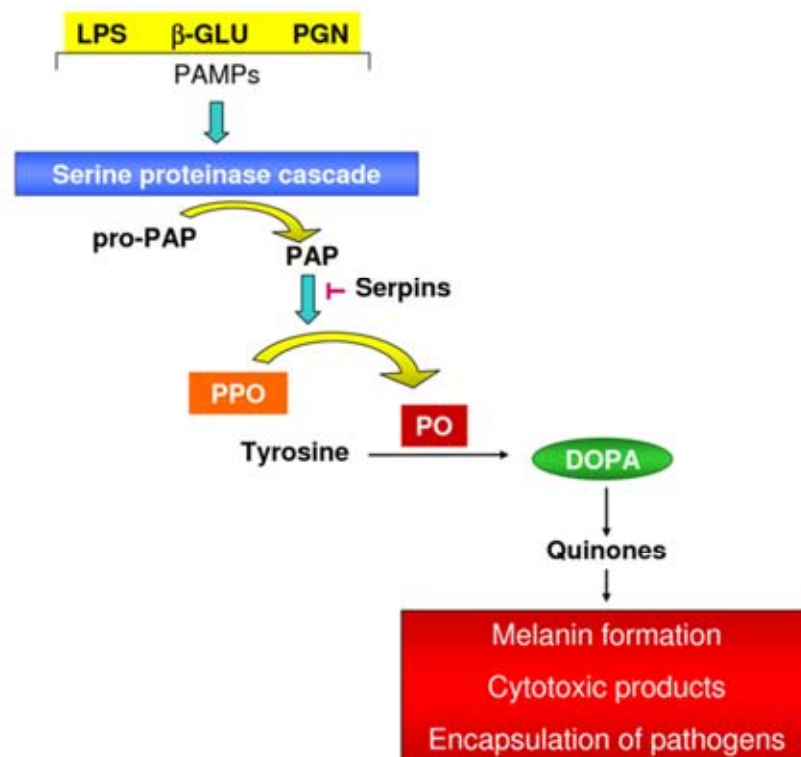 LPS β-GLU PGN
PAMPs
Serine proteinase cascade
pro-PAP
PAP
Serpins
PPO
PO
Tyrosine
DOPA
Quinones
Melanin formation
Cytotoxic products
Encapsulation of pathogens